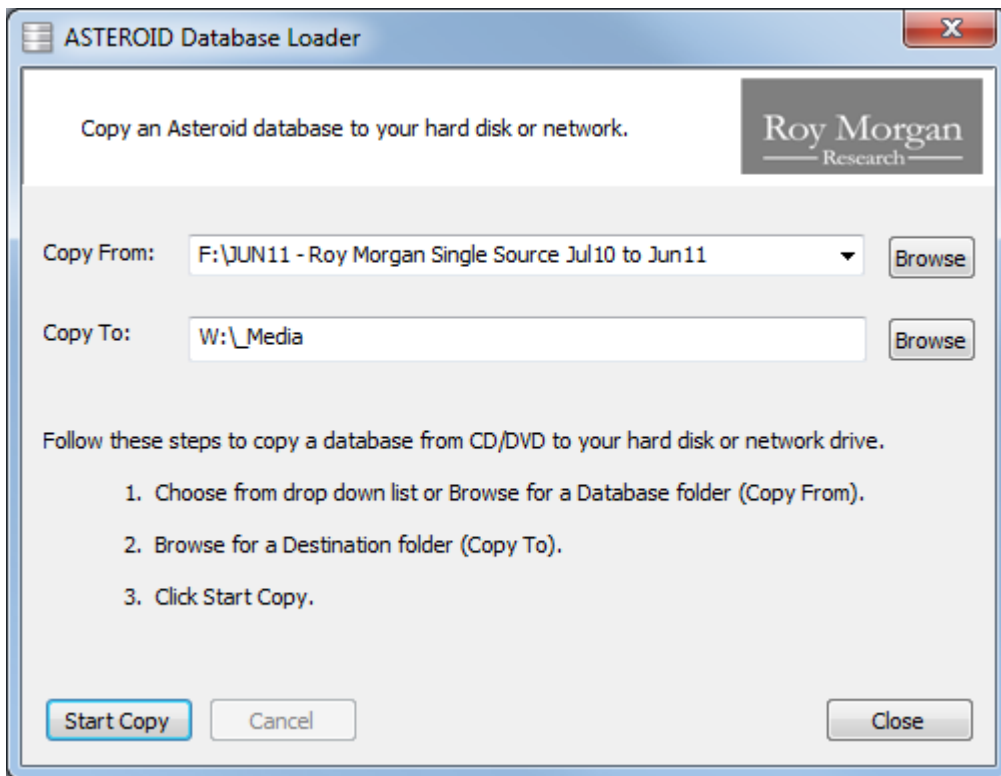 ASTEROID Database Loader
Copy an Asteroid database to your hard disk or network.
Roy Morgan
Research
Copy From:
F:\JUN11 - Roy Morgan Single Source Jul10 to Jun11
Browse
Copy To:
W:\_Media
Browse
Follow these steps to copy a database from CD/DVD to your hard disk or network drive.
1. Choose from drop down list or Browse for a Database folder (Copy From).
2. Browse for a Destination folder (Copy To).
3. Click Start Copy.
Start Copy
Cancel
Close